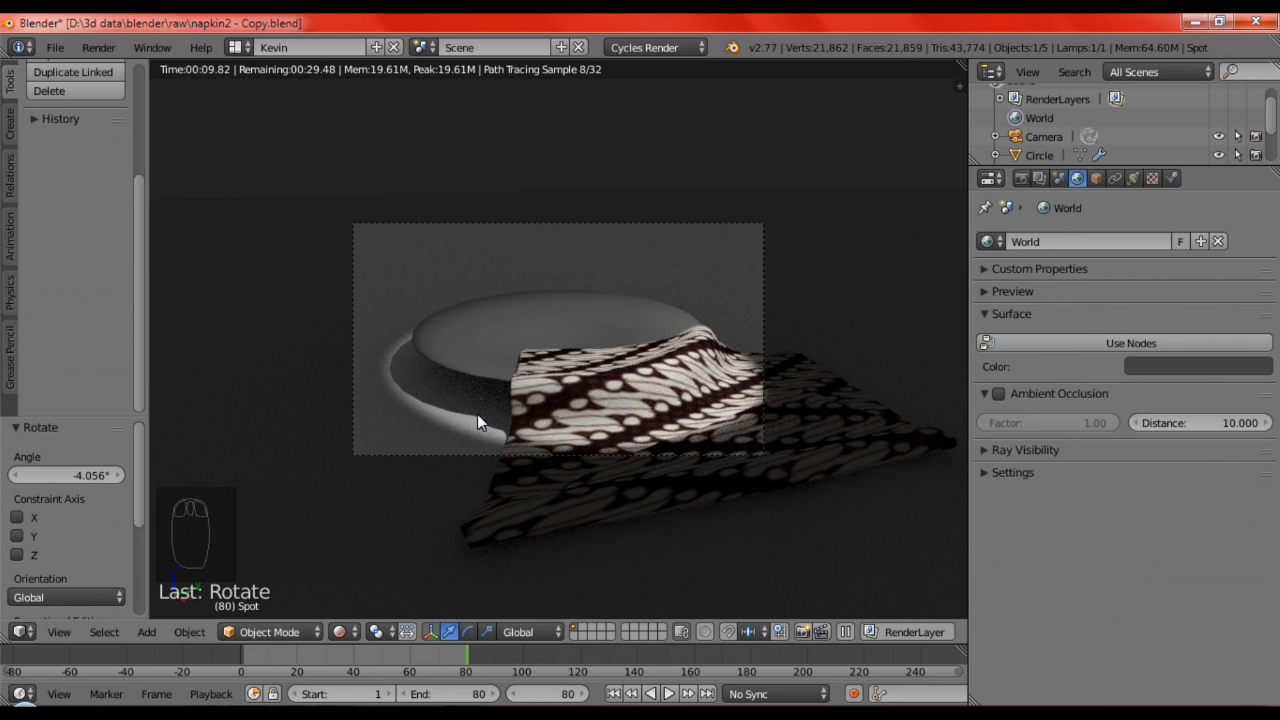 Blender* [D:\3d data\blender\raw\napkin2 - Copy.blend]
File Render Window Help Kevin Scene Cycles Render v2.77 | Verts:21,862 | Faces:21,859 | Tris:43,774 | Objects:1/5 | Lamps:1/1 | Mem:64.60M | Spot
Time:00:09.82 | Remaining:00:29.48 | Mem:19.61M, Peak:19.61M | Path Tracing Sample 8/32
Tools
Create
Relations
Animation
Physics
Grease Pencil
Duplicate Linked
Delete
History
Rotate
Angle
-4.056°
Constraint Axis
X
Y
Z
Orientation
Global
Last: Rotate
(80) Spot
View Select Add Object Object Mode Global RenderLayer
-80 -60 -40 -20 0 20 40 60 80 100 120 140 160 180 200 220 240
View Marker Frame Playback Start: 1 End: 80 80 No Sync
View Search All Scenes
RenderLayers
World
Camera
Circle
World
World F
Custom Properties
Preview
Surface
Use Nodes
Color:
Ambient Occlusion
Factor: 1.00 Distance: 10.000
Ray Visibility
Settings